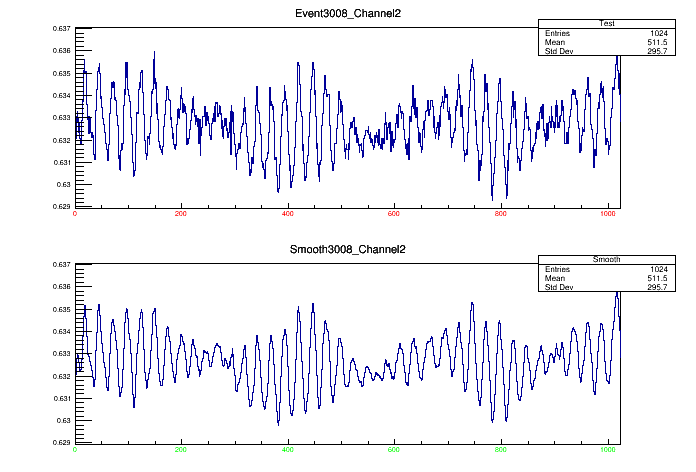 Event3008_Channel2
Test
Entries 1024
Mean 511.5
Std Dev 295.7
0.637
0.636
0.635
0.634
0.633
0.632
0.631
0.63
0.629
0 200 400 600 800 1000
Smooth3008_Channel2
Smooth
Entries 1024
Mean 511.5
Std Dev 295.7
0.637
0.636
0.635
0.634
0.633
0.632
0.631
0.63
0.629
0 200 400 600 800 1000